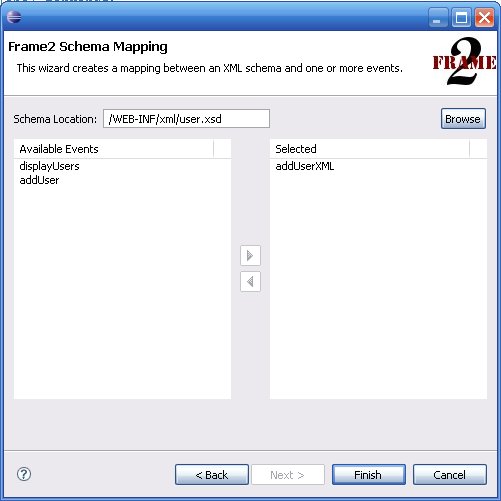 Frame2 Schema Mapping
This wizard creates a mapping between an XML schema and one or more events.
FRAME
2
Schema Location: /WEB-INF/xml/user.xsd Browse
Available Events Selected
displayUsers addUserXML
addUser
? < Back Next > Finish Cancel